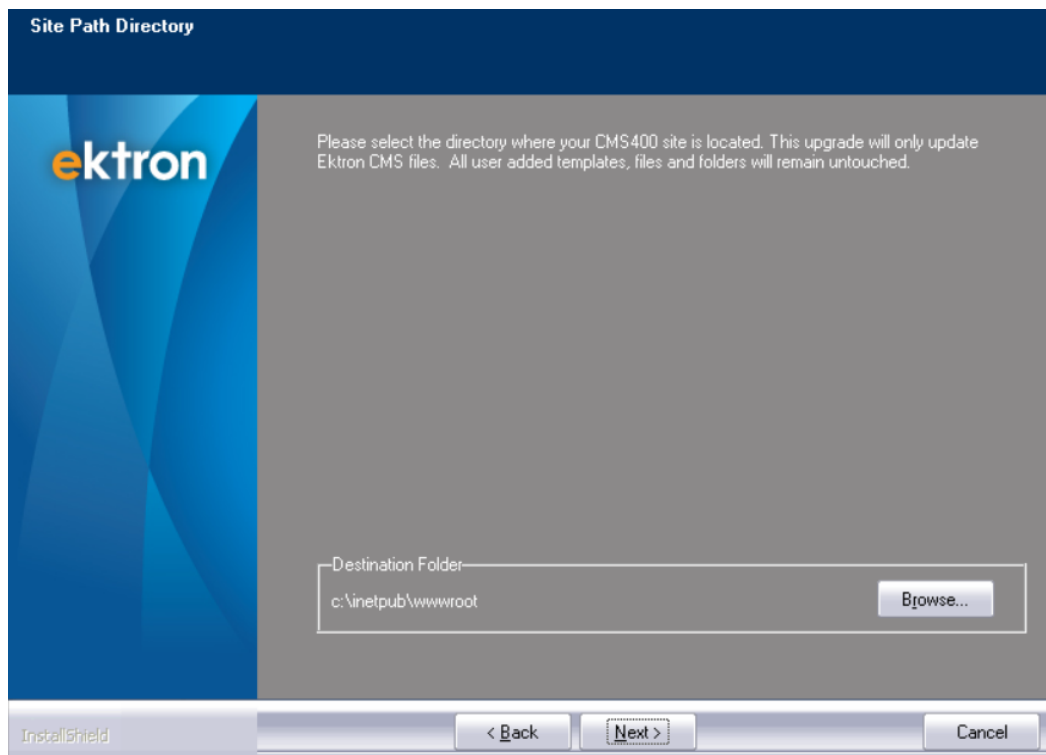 Site Path Directory
ektron
Please select the directory where your CMS400 site is located. This upgrade will only update
Ektron CMS files. All user added templates, files and folders will remain untouched.
Destination Folder
c:\inetpub\wwwroot
Browse...
InstallShield
< Back
Next >
Cancel